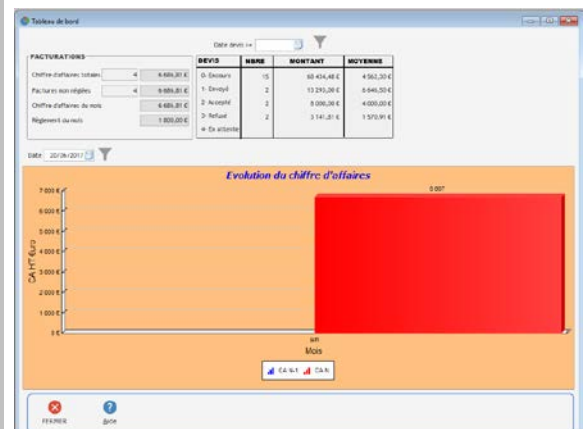 Tableau de bord
Date devis >=
FACTURATIONS
Chiffre d'affaires totales 4 6 686,81 €
Factures non réglées 4 6 686,81 €
Chiffre d'affaires du mois 6 686,81 €
Règlement du mois 1 800,00 €
DEVIS NBRE MONTANT MOYENNE
0- Encours 15 68 434,48 € 4 562,30 €
1- Envoyé 2 13 293,00 € 6 646,50 €
2- Accepté 2 8 000,00 € 4 000,00 €
3- Refusé 2 3 141,81 € 1 570,91 €
4- En attente
Date 20/06/2017
Evolution du chiffre d'affaires
6 687
7 000 €
6 000 €
5 000 €
4 000 €
3 000 €
2 000 €
1 000 €
0 €
CA HT Euro
juin
Mois
CA N-1 CA N
FERMER Aide